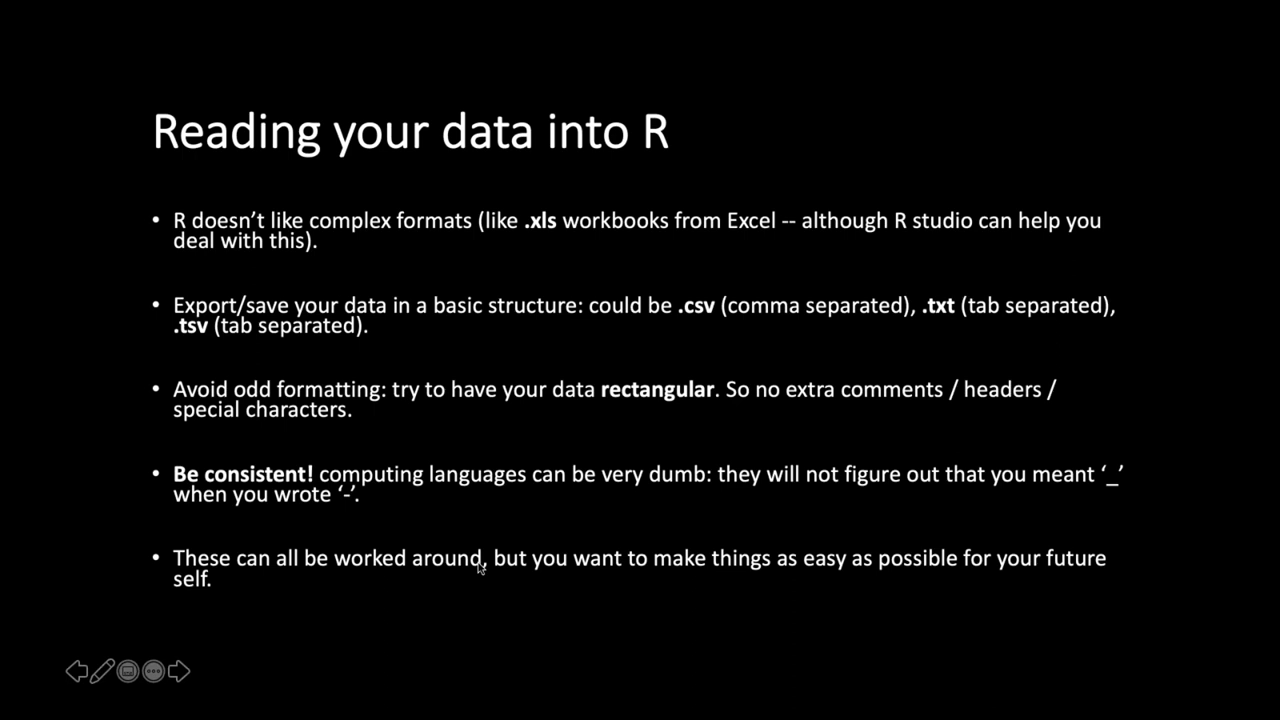 Reading your data into R
• R doesn’t like complex formats (like .xls workbooks from Excel -- although R studio can help you
deal with this).
• Export/save your data in a basic structure: could be .csv (comma separated), .txt (tab separated),
.tsv (tab separated).
• Avoid odd formatting: try to have your data rectangular. So no extra comments / headers /
special characters.
• Be consistent! computing languages can be very dumb: they will not figure out that you meant ‘_’
when you wrote ‘-’.
• These can all be worked around, but you want to make things as easy as possible for your future
self.